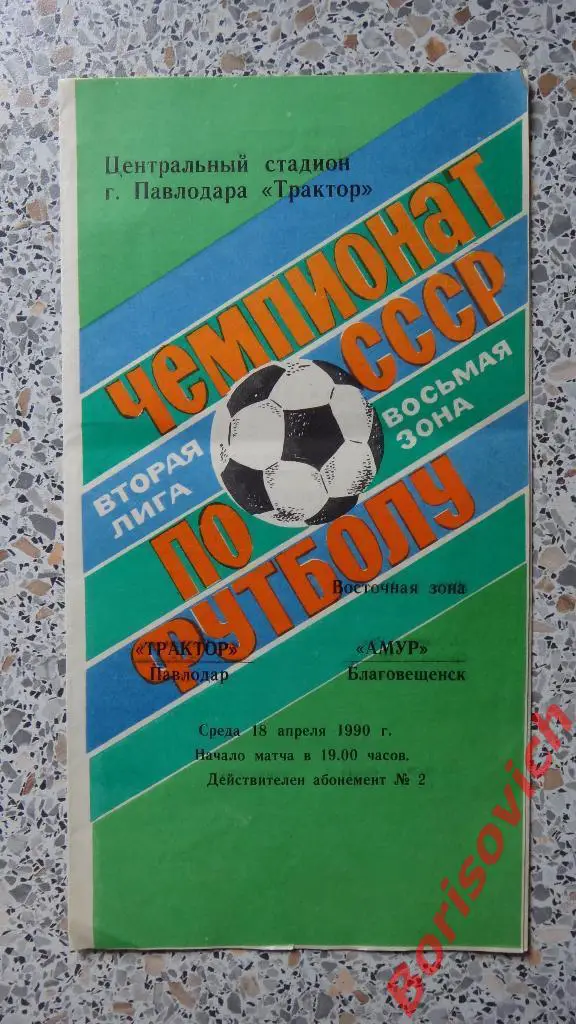 Центральный стадион
г. Павлодара «Трактор»
Чемпионат
СССР
ВТОРАЯ
ЛИГА
ВОСЬМАЯ
ЗОНА
ПО
ФУТБОЛУ
Восточная зона
«ТРАКТОР»
Павлодар
«АМУР»
Благовещенск
Среда 18 апреля 1990 г.
Начало матча в 19.00 часов.
Действителен абонемент № 2
Borisovich